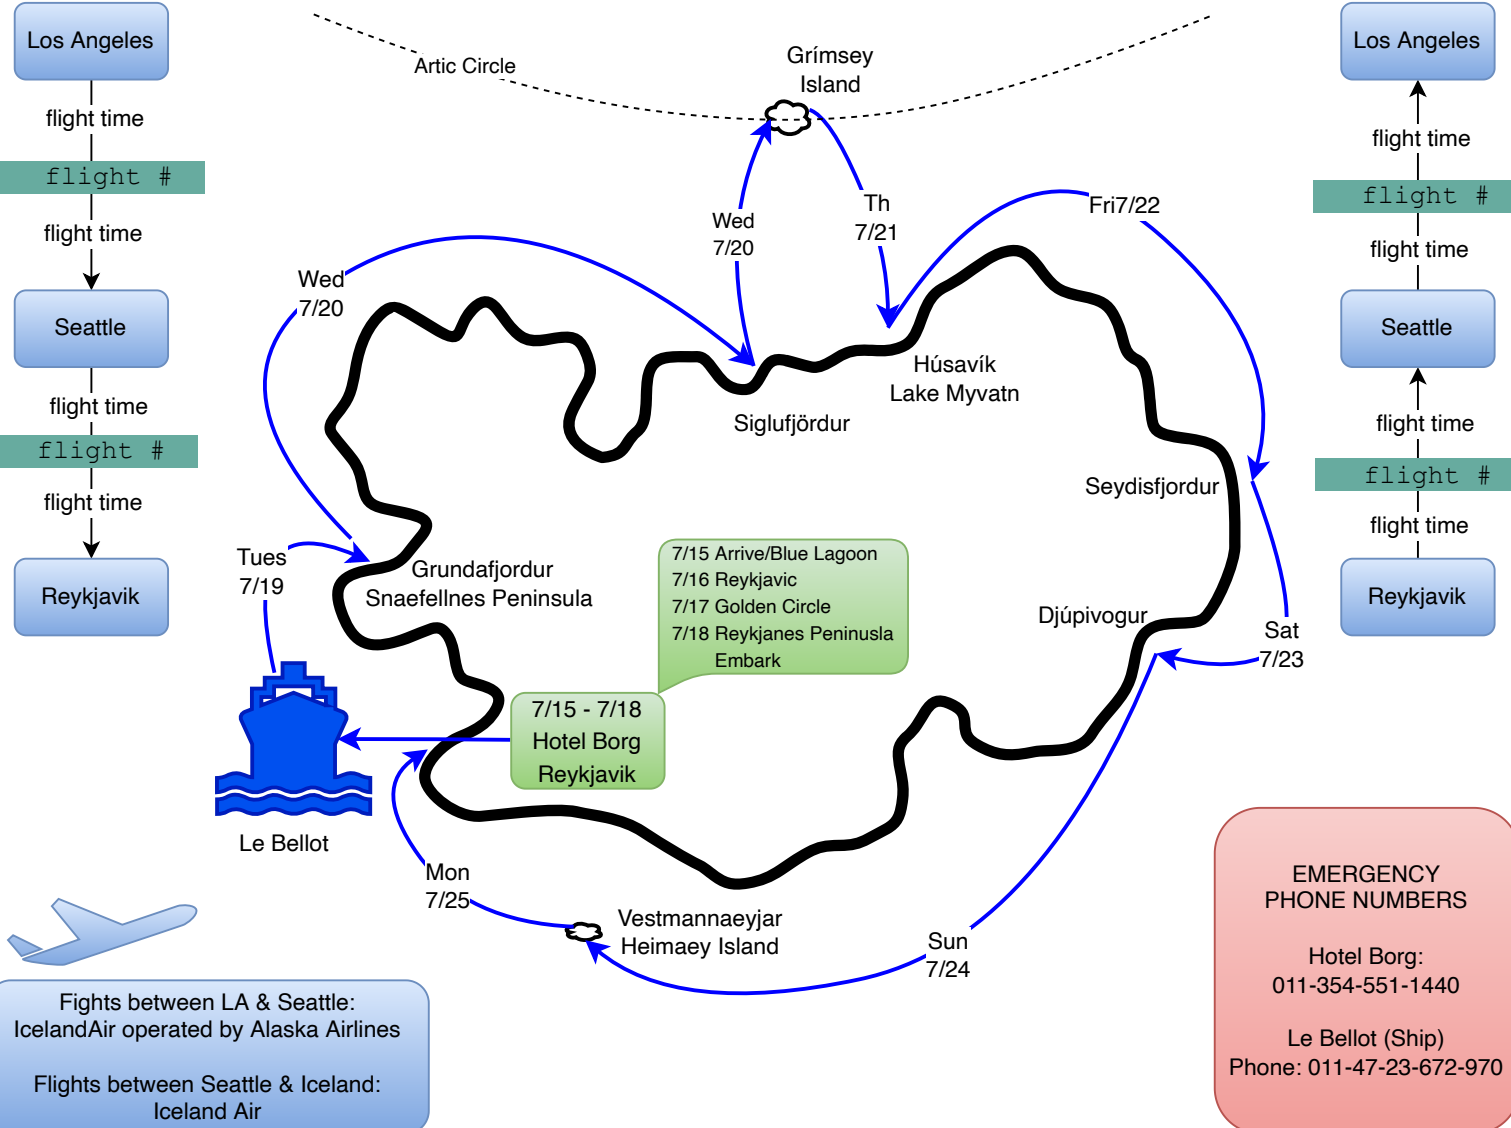 Los Angeles
flight time
flight #
flight time
Seattle
flight time
flight #
flight time
Reykjavik
Artic Circle
Grímsey
Island
Wed
7/20
Wed
7/20
Th
7/21
Fri7/22
Siglufjördur
Húsavík
Lake Myvatn
Seydisfjordur
Djúpivogur
Sat
7/23
Tues
7/19
Grundafjordur
Snaefellnes Peninsula
7/15 Arrive/Blue Lagoon
7/16 Reykjavic
7/17 Golden Circle
7/18 Reykjanes Peninusla
Embark
7/15 - 7/18
Hotel Borg
Reykjavik
Le Bellot
Mon
7/25
Vestmannaeyjar
Heimaey Island
Sun
7/24
Los Angeles
flight time
flight #
flight time
Seattle
flight time
flight #
flight time
Reykjavik
Fights between LA & Seattle:
IcelandAir operated by Alaska Airlines
Flights between Seattle & Iceland:
Iceland Air
EMERGENCY
PHONE NUMBERS
Hotel Borg:
011-354-551-1440
Le Bellot (Ship)
Phone: 011-47-23-672-970